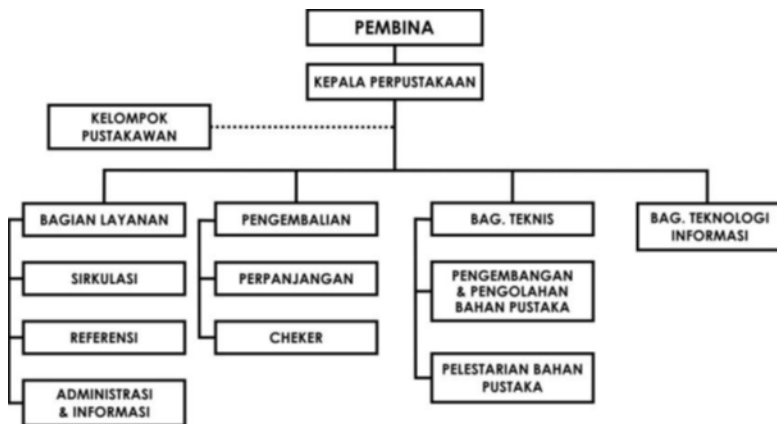 PEMBINA
KEPALA PERPUSTAKAAN
KELOMPOK
PUSTAKAWAN
BAGIAN LAYANAN
SIRKULASI
REFERENSI
ADMINISTRASI
& INFORMASI
PENGEMBALIAN
PERPANJANGAN
CHEKER
BAG. TEKNIS
PENGEMBANGAN
& PENGOLAHAN
BAHAN PUSTAKA
PELESTARIAN BAHAN
PUSTAKA
BAG. TEKNOLOGI
INFORMASI